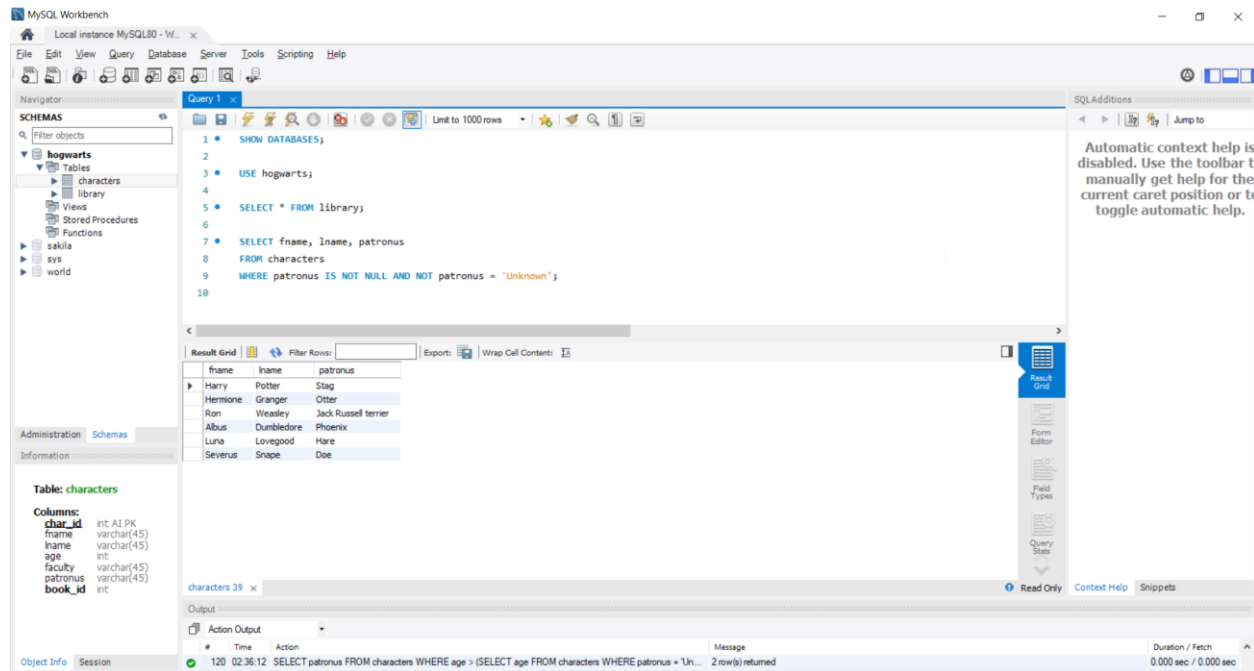 MySQL Workbench
Local instance MySQL80 - W...
File Edit View Query Database Server Tools Scripting Help
Navigator
SCHEMAS
Filter objects
hogwarts
Tables
characters
library
Views
Stored Procedures
Functions
sakila
sys
world
Administration Schemas
Information
Table: characters
Columns:
char_id int AI PK
fname varchar(45)
lname varchar(45)
age int
faculty varchar(45)
patronus varchar(45)
book_id int
Object Info Session
Query 1
Limit to 1000 rows
1 SHOW DATABASES;
2
3 USE hogwarts;
4
5 SELECT * FROM library;
6
7 SELECT fname, lname, patronus
8 FROM characters
9 WHERE patronus IS NOT NULL AND NOT patronus = 'Unknown';
10
Result Grid Filter Rows: Export: Wrap Cell Content:
fname lname patronus
Harry Potter Stag
Hermione Granger Otter
Ron Weasley Jack Russell terrier
Albus Dumbledore Phoenix
Luna Lovegood Hare
Severus Snape Doe
Result
Grid
Form
Editor
Field
Types
Query
Stats
characters 39 Read Only
Output
Action Output
# Time Action Message Duration / Fetch
120 02:36:12 SELECT patronus FROM characters WHERE age > (SELECT age FROM characters WHERE patronus = 'Un... 2 row(s) returned 0.000 sec / 0.000 sec
SQLAdditions
Jump to
Automatic context help is
disabled. Use the toolbar t
manually get help for the
current caret position or to
toggle automatic help.
Context Help Snippets